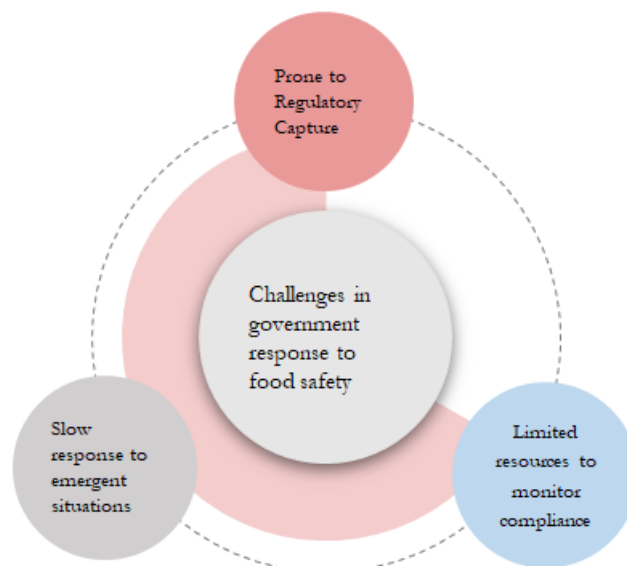 Prone to
Regulatory
Capture
Challenges in
government
response to
food safety
Slow
response to
emergent
situations
Limited
resources to
monitor
compliance